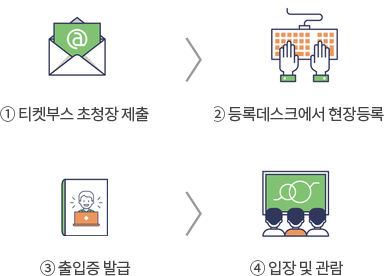 @
① 티켓부스 초청장 제출
② 등록데스크에서 현장등록
③ 출입증 발급
④ 입장 및 관람